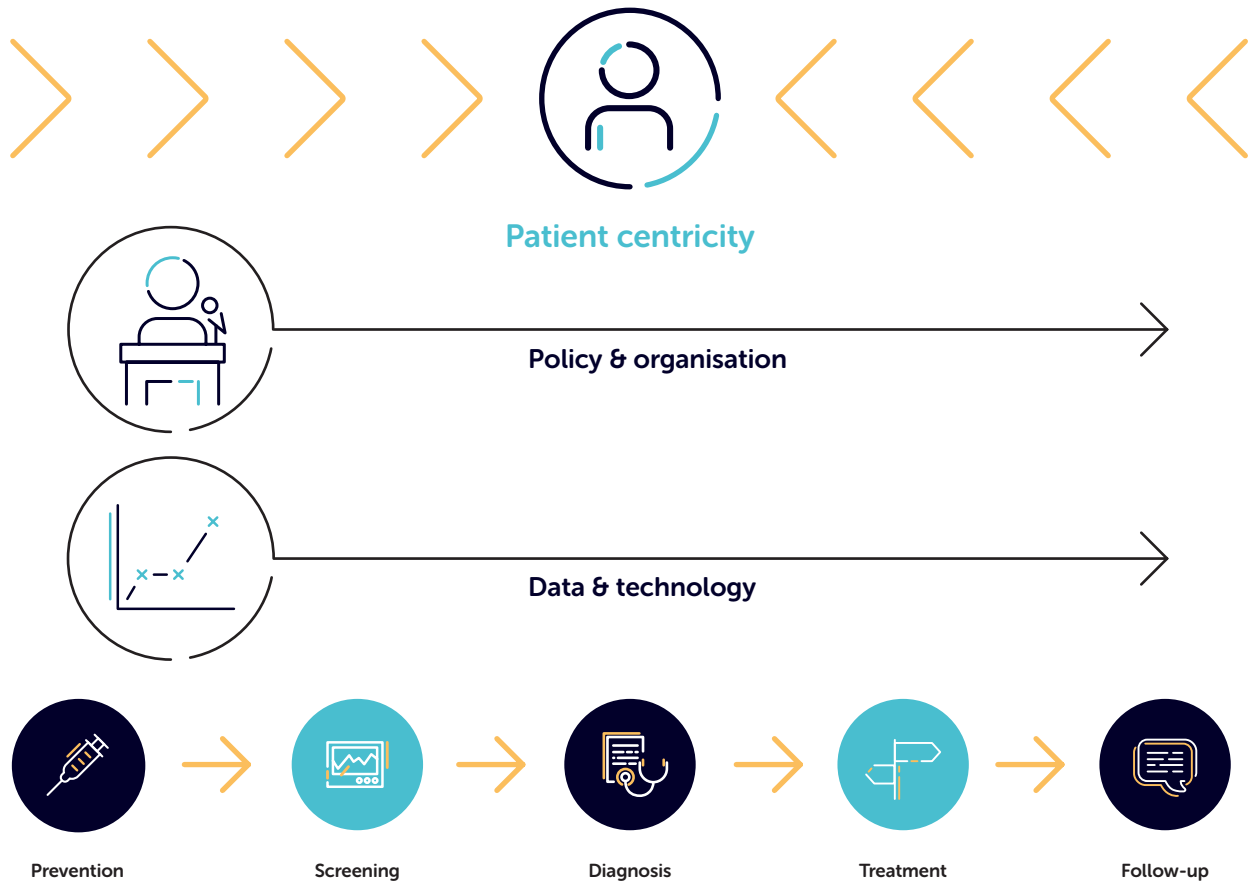 Patient centricity
Policy & organisation
Data & technology
Prevention
Screening
Diagnosis
Treatment
Follow-up